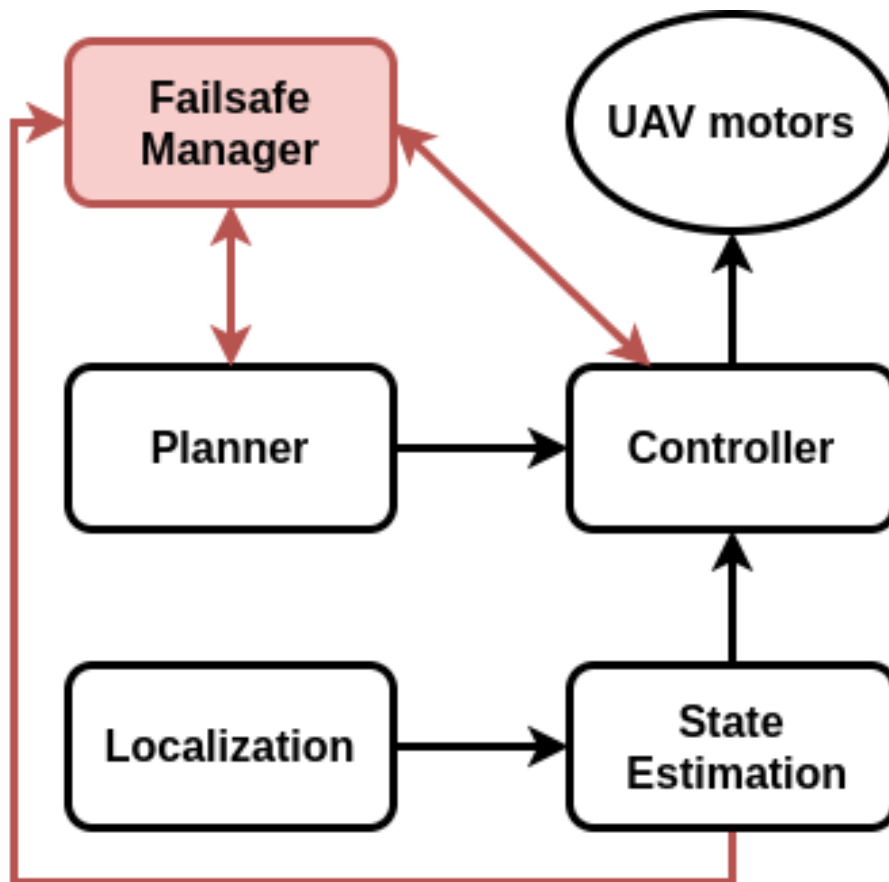 Failsafe
Manager
UAV motors
Planner
Controller
Localization
State
Estimation